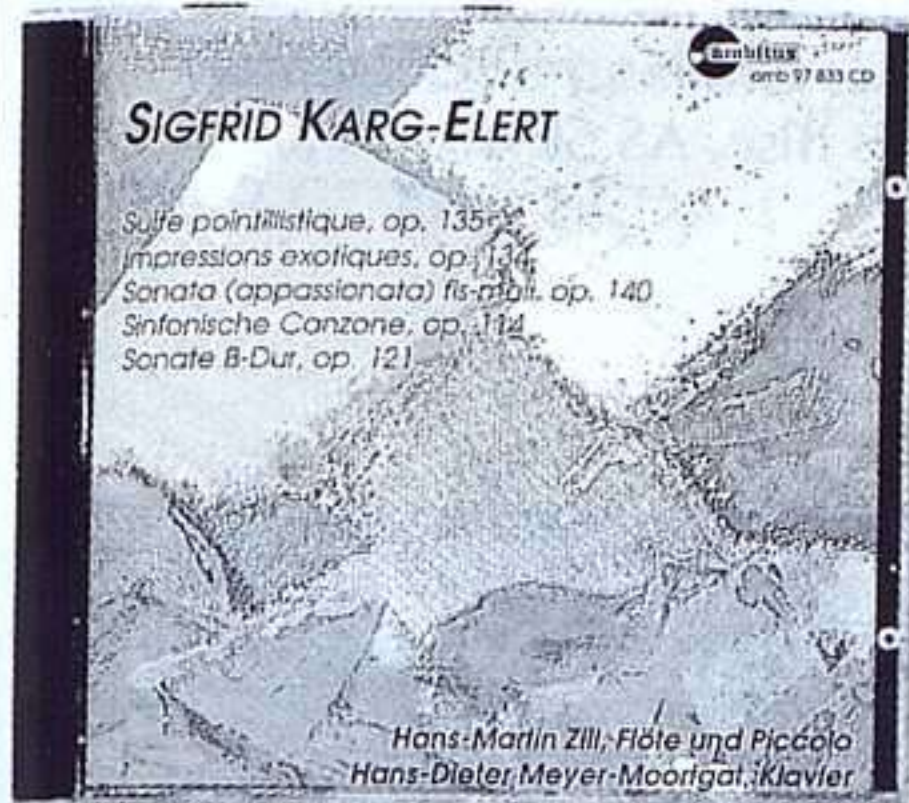 ambitus
amb 97 833 CD
SIGFRID KARG-ELERT
Suite pointillistique, op. 135
Impressions exotiques, op. 134
Sonata (appassionata) fis-moll, op. 140
Sinfonische Canzone, op. 114
Sonate B-Dur, op. 121
Hans-Martin Zill, Flöte und Piccolo
Hans-Dieter Meyer-Moortgat, Klavier